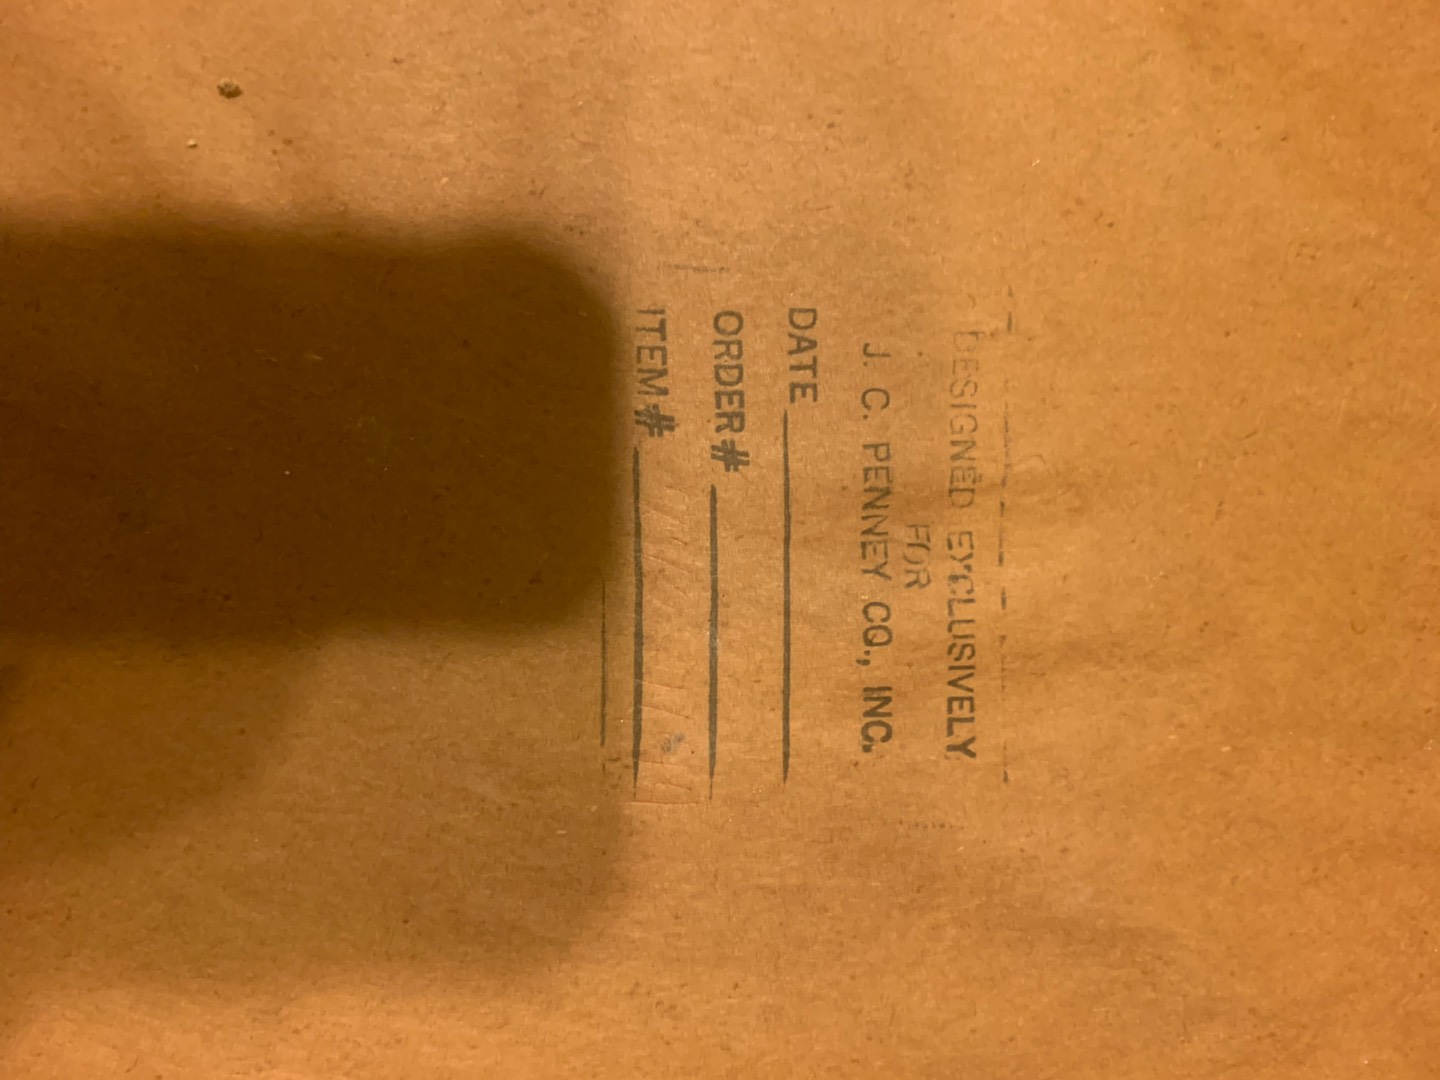 DESIGNED EXCLUSIVELY
FOR
J. C. PENNEY CO., INC.
DATE
ORDER #
ITEM #